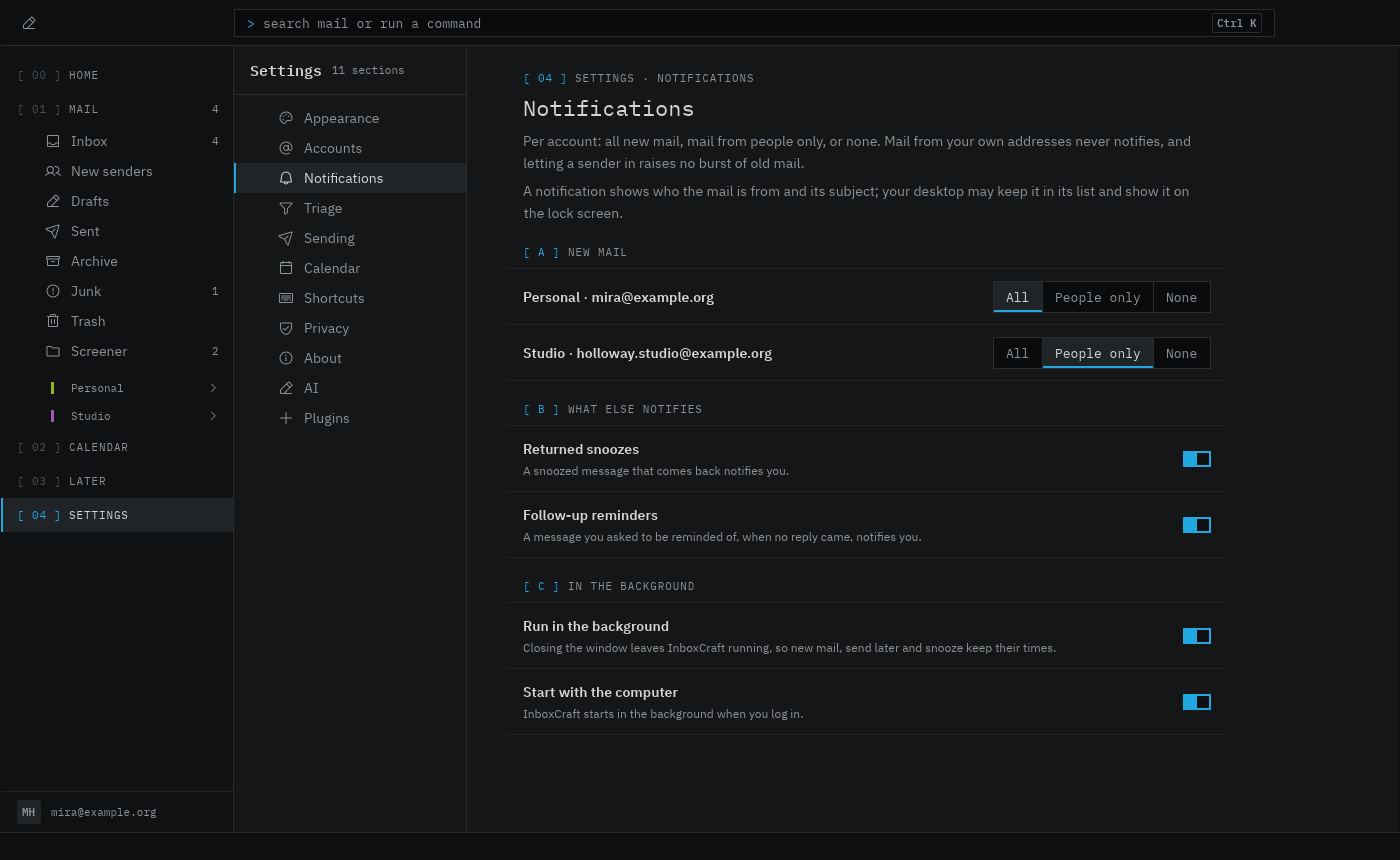 > search mail or run a command
Ctrl K
[ 00 ] HOME
[ 01 ] MAIL 4
Inbox 4
New senders
Drafts
Sent
Archive
Junk 1
Trash
Screener 2
Personal
Studio
[ 02 ] CALENDAR
[ 03 ] LATER
[ 04 ] SETTINGS
MH mira@example.org
Settings 11 sections
Appearance
Accounts
Notifications
Triage
Sending
Calendar
Shortcuts
Privacy
About
AI
Plugins
[ 04 ] SETTINGS · NOTIFICATIONS
Notifications
Per account: all new mail, mail from people only, or none. Mail from your own addresses never notifies, and
letting a sender in raises no burst of old mail.
A notification shows who the mail is from and its subject; your desktop may keep it in its list and show it on
the lock screen.
[ A ] NEW MAIL
Personal · mira@example.org All People only None
Studio · holloway.studio@example.org All People only None
[ B ] WHAT ELSE NOTIFIES
Returned snoozes
A snoozed message that comes back notifies you.
Follow-up reminders
A message you asked to be reminded of, when no reply came, notifies you.
[ C ] IN THE BACKGROUND
Run in the background
Closing the window leaves InboxCraft running, so new mail, send later and snooze keep their times.
Start with the computer
InboxCraft starts in the background when you log in.